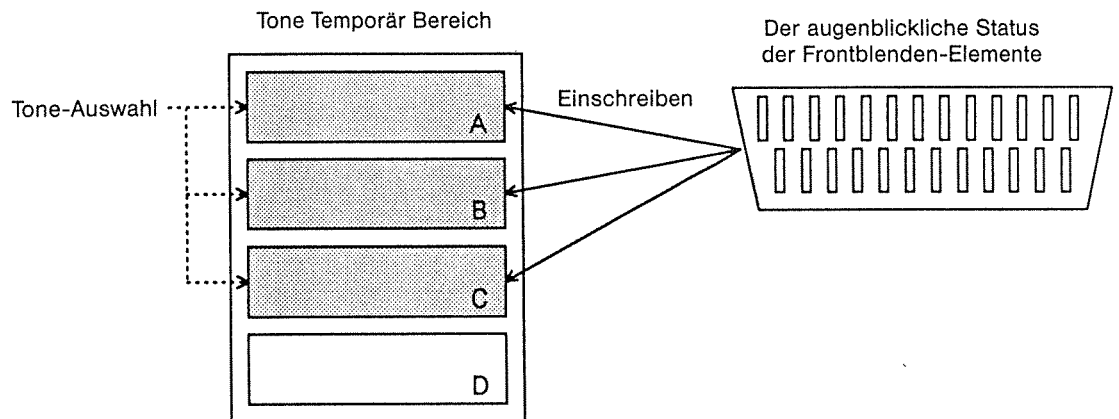 Tone Temporär Bereich
Der augenblickliche Status
der Frontblenden-Elemente
Tone-Auswahl
Einschreiben
A
B
C
D